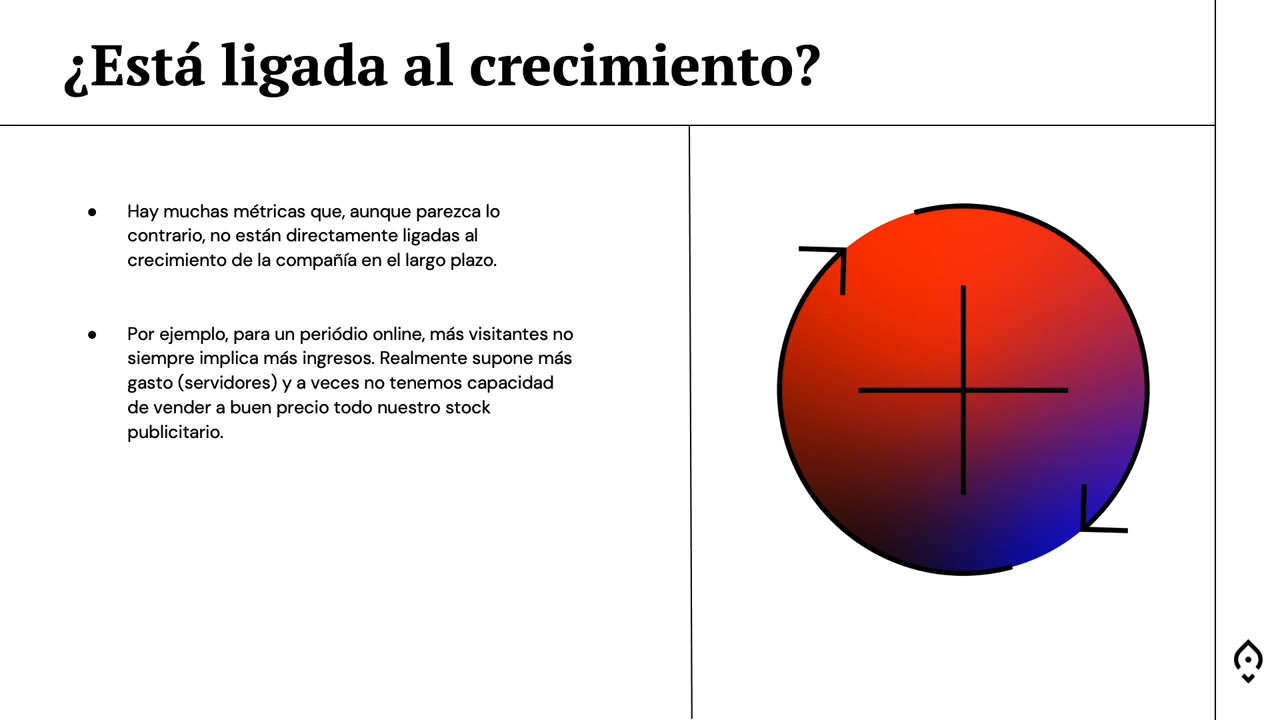 ¿Está ligada al crecimiento?
● Hay muchas métricas que, aunque parezca lo
contrario, no están directamente ligadas al
crecimiento de la compañía en el largo plazo.
● Por ejemplo, para un periódio online, más visitantes no
siempre implica más ingresos. Realmente supone más
gasto (servidores) y a veces no tenemos capacidad
de vender a buen precio todo nuestro stock
publicitario.